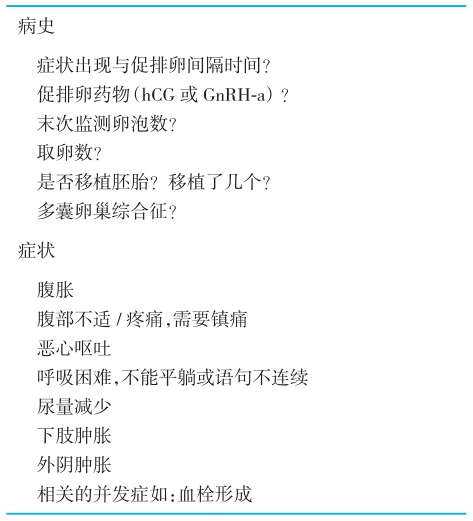 病史
症状出现与促排卵间隔时间？
促排卵药物(hCG 或 GnRH-a)？
末次监测卵泡数？
取卵数？
是否移植胚胎？移植了几个？
多囊卵巢综合征？
症状
腹胀
腹部不适/疼痛,需要镇痛
恶心呕吐
呼吸困难,不能平躺或语句不连续
尿量减少
下肢肿胀
外阴肿胀
相关的并发症如:血栓形成